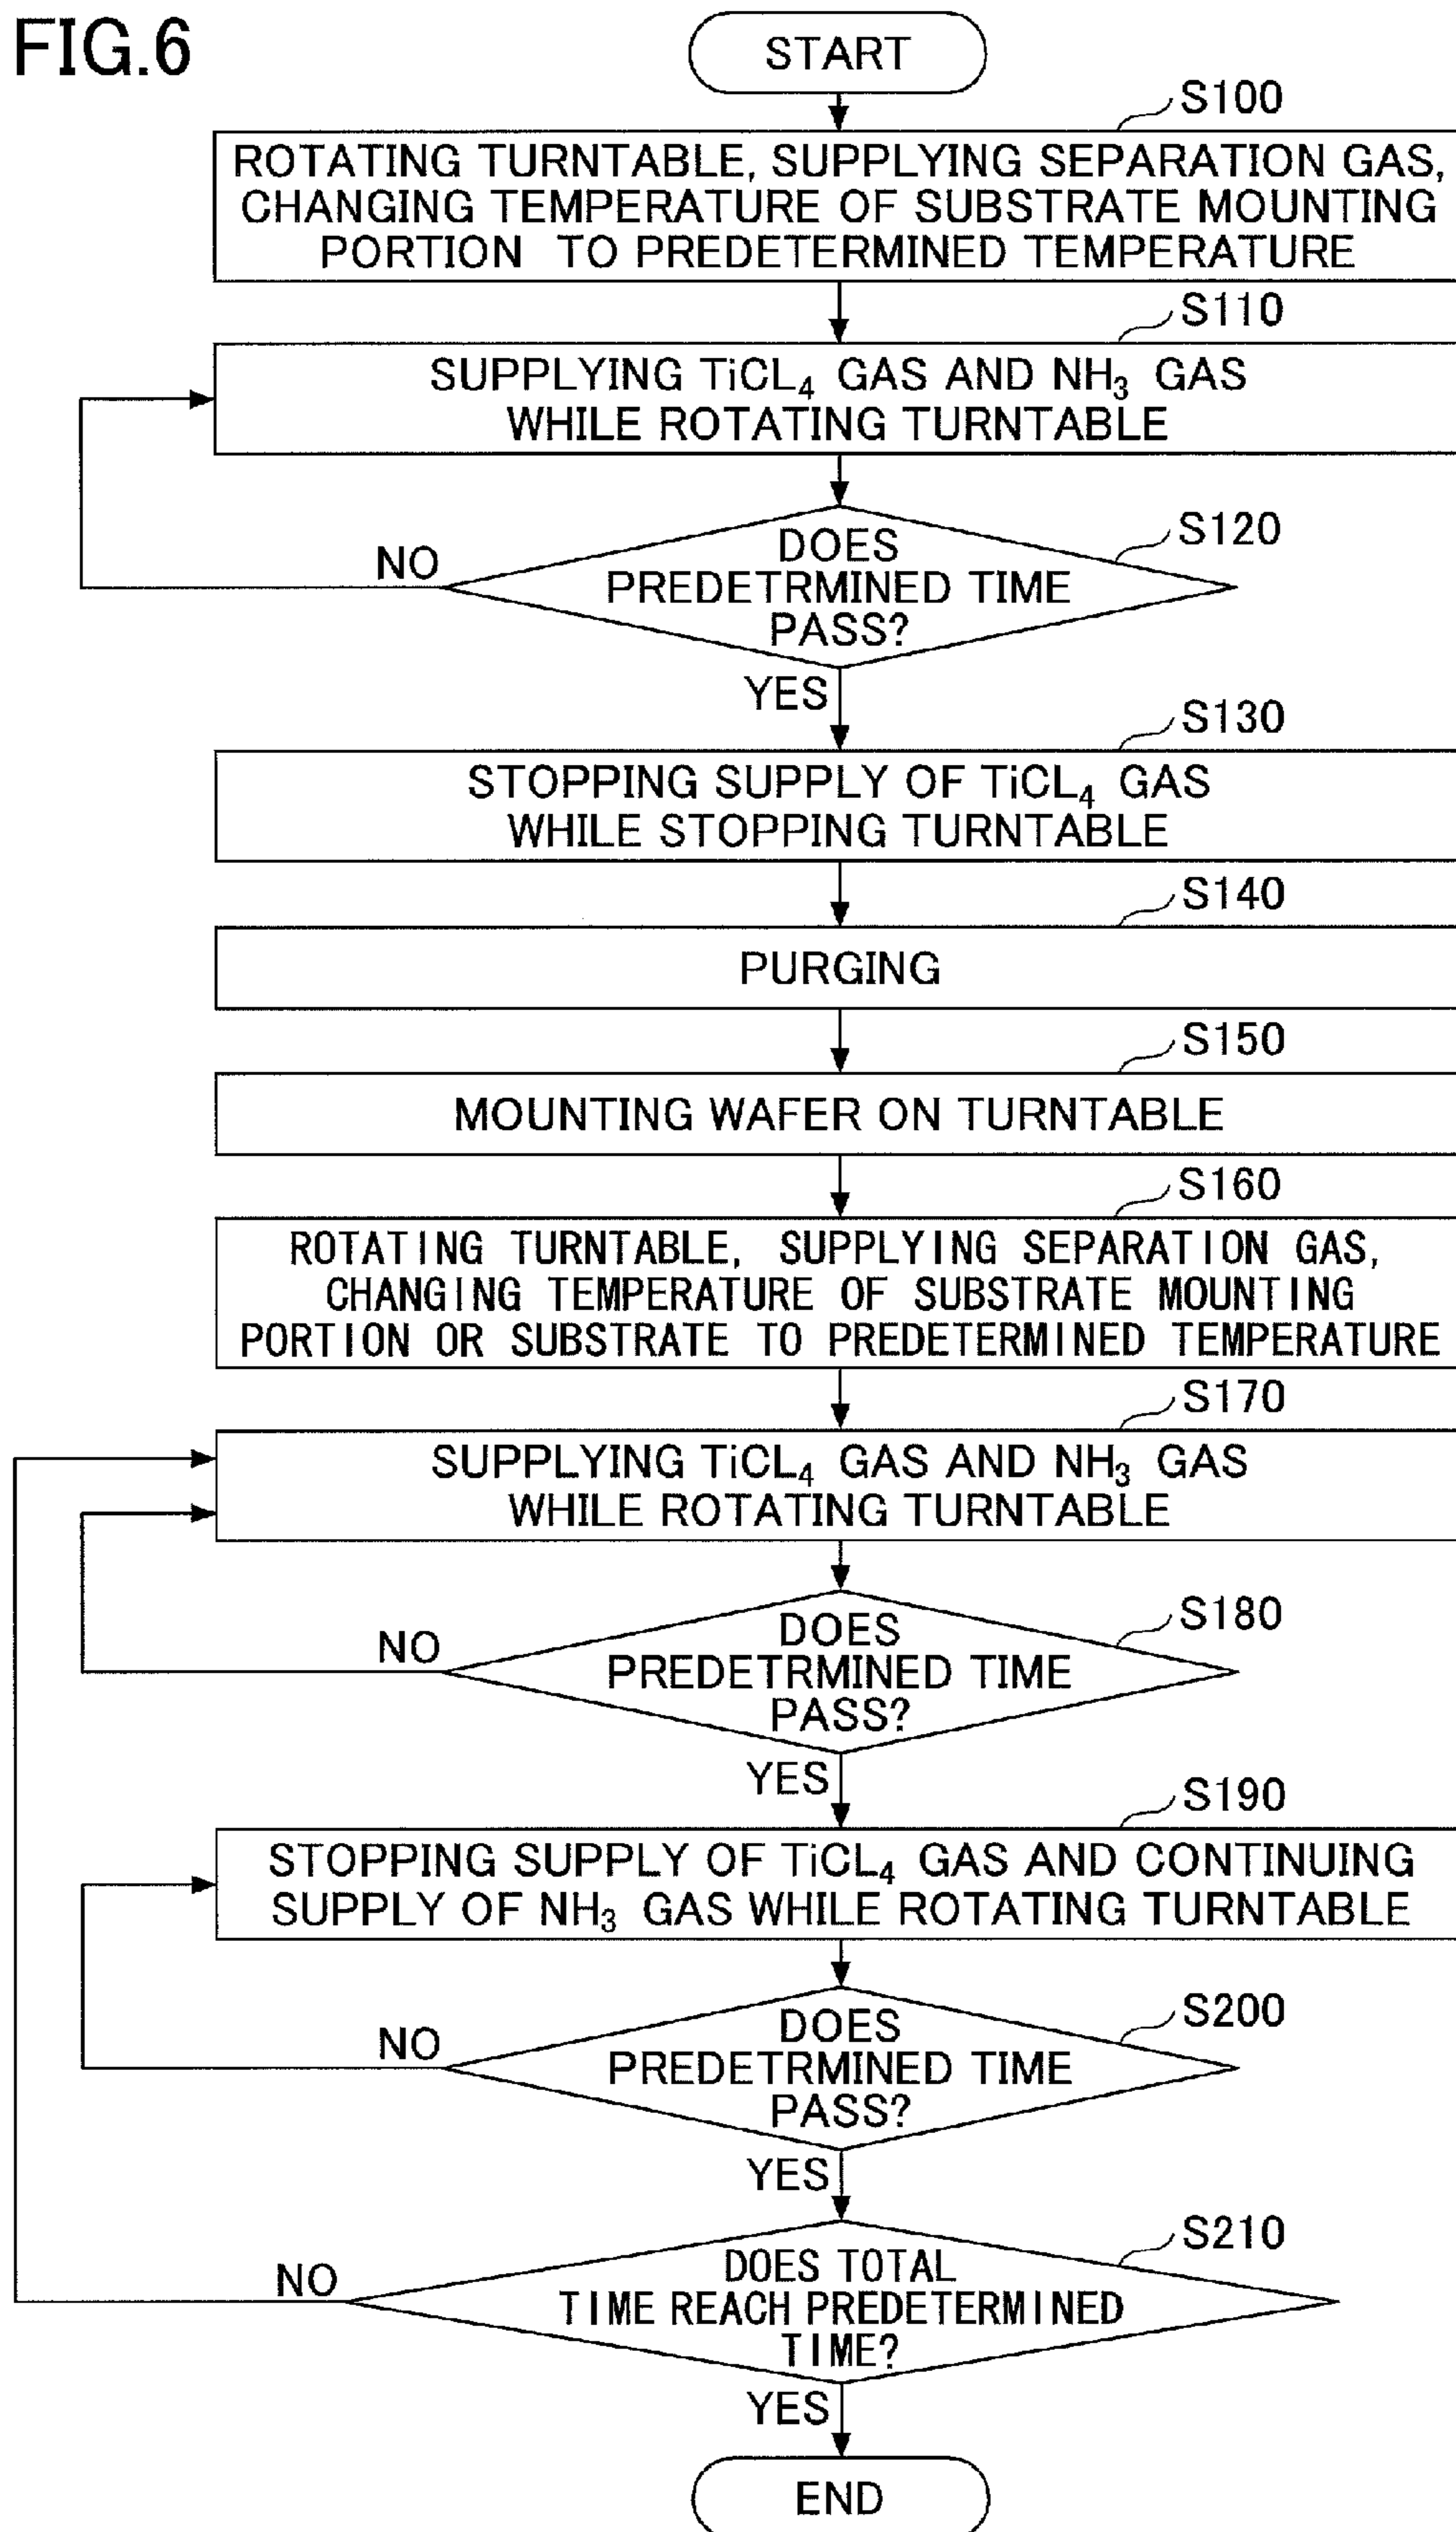 FIG.6
START
S100
ROTATING TURNTABLE, SUPPLYING SEPARATION GAS,
CHANGING TEMPERATURE OF SUBSTRATE MOUNTING
PORTION TO PREDETERMINED TEMPERATURE
S110
SUPPLYING TiCL₄ GAS AND NH₃ GAS
WHILE ROTATING TURNTABLE
S120
DOES
PREDETRMINED TIME
PASS?
NO
YES
S130
STOPPING SUPPLY OF TiCL₄ GAS
WHILE STOPPING TURNTABLE
S140
PURGING
S150
MOUNTING WAFER ON TURNTABLE
S160
ROTATING TURNTABLE, SUPPLYING SEPARATION GAS,
CHANGING TEMPERATURE OF SUBSTRATE MOUNTING
PORTION OR SUBSTRATE TO PREDETERMINED TEMPERATURE
S170
SUPPLYING TiCL₄ GAS AND NH₃ GAS
WHILE ROTATING TURNTABLE
S180
DOES
PREDETRMINED TIME
PASS?
NO
YES
S190
STOPPING SUPPLY OF TiCL₄ GAS AND CONTINUING
SUPPLY OF NH₃ GAS WHILE ROTATING TURNTABLE
S200
DOES
PREDETRMINED TIME
PASS?
NO
YES
S210
DOES TOTAL
TIME REACH PREDETERMINED
TIME?
NO
YES
END